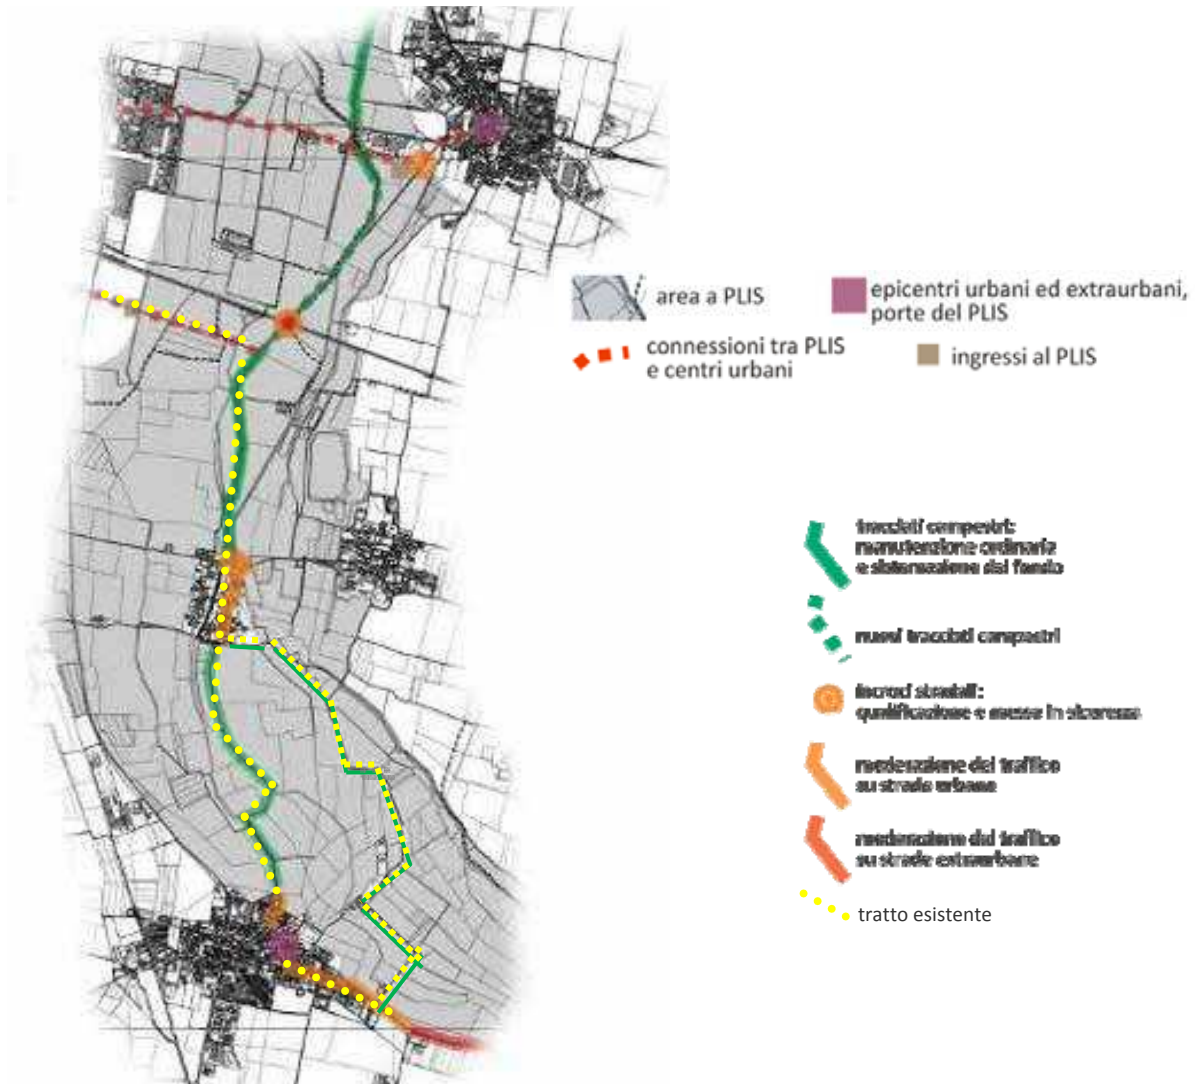 area a PLIS
epicentri urbani ed extraurbani,
porte del PLIS
connessioni tra PLIS
e centri urbani
ingressi al PLIS
tracciati campestri:
manutenzione ordinaria
e sistemazione del fondo
nuovi tracciati campestri
incroci stradali:
qualificazione e messa in sicurezza
moderazione del traffico
su strade urbane
moderazione del traffico
su strade extraurbane
tratto esistente